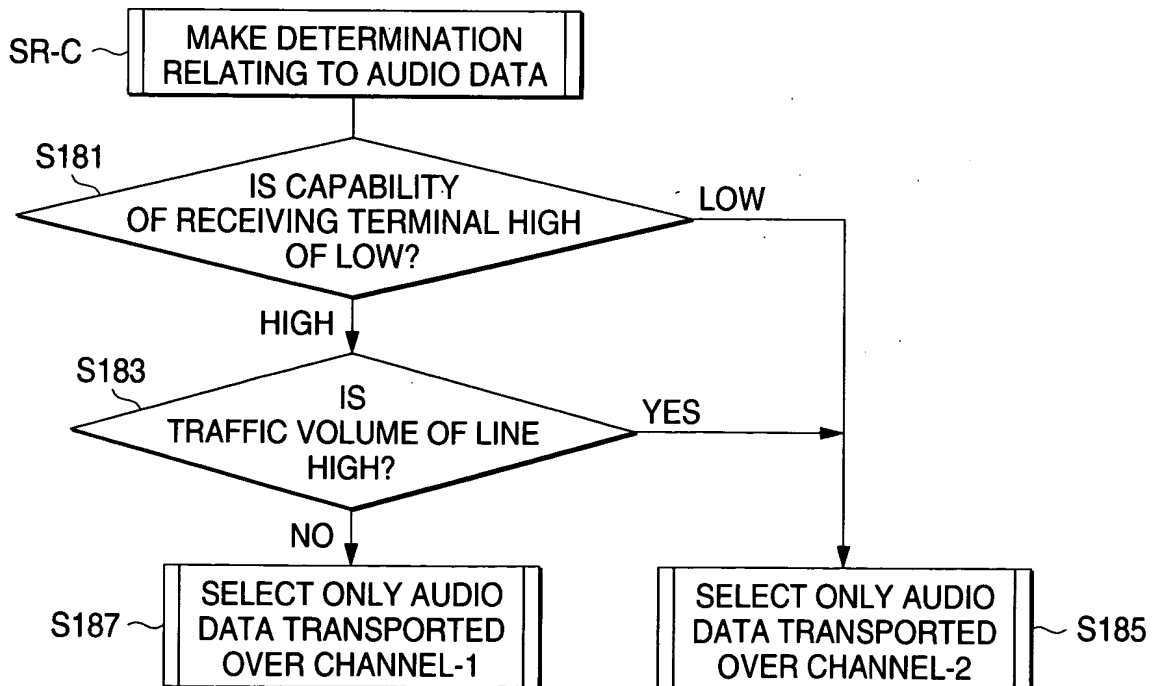 SR-C
MAKE DETERMINATION
RELATING TO AUDIO DATA
S181
IS CAPABILITY
OF RECEIVING TERMINAL HIGH
OF LOW?
LOW
HIGH
S183
IS
TRAFFIC VOLUME OF LINE
HIGH?
YES
NO
S187
SELECT ONLY AUDIO
DATA TRANSPORTED
OVER CHANNEL-1
SELECT ONLY AUDIO
DATA TRANSPORTED
OVER CHANNEL-2
S185